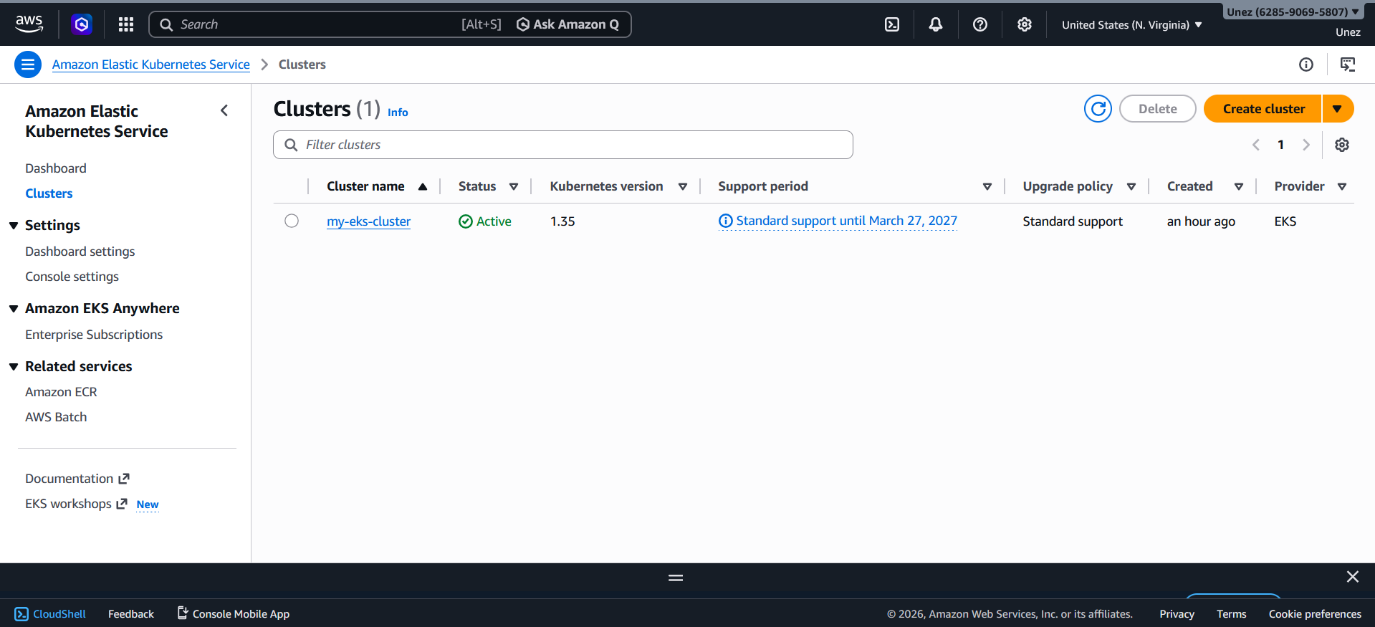 aws
Search [Alt+S] Ask Amazon Q
United States (N. Virginia)
Unez (6285-9069-5807)
Unez
Amazon Elastic Kubernetes Service > Clusters
Amazon Elastic
Kubernetes Service
Dashboard
Clusters
Settings
Dashboard settings
Console settings
Amazon EKS Anywhere
Enterprise Subscriptions
Related services
Amazon ECR
AWS Batch
Documentation
EKS workshops New
Clusters (1) Info
Delete
Create cluster
Filter clusters
1
Cluster name Status Kubernetes version Support period Upgrade policy Created Provider
my-eks-cluster Active 1.35 Standard support until March 27, 2027 Standard support an hour ago EKS
CloudShell Feedback Console Mobile App © 2026, Amazon Web Services, Inc. or its affiliates. Privacy Terms Cookie preferences